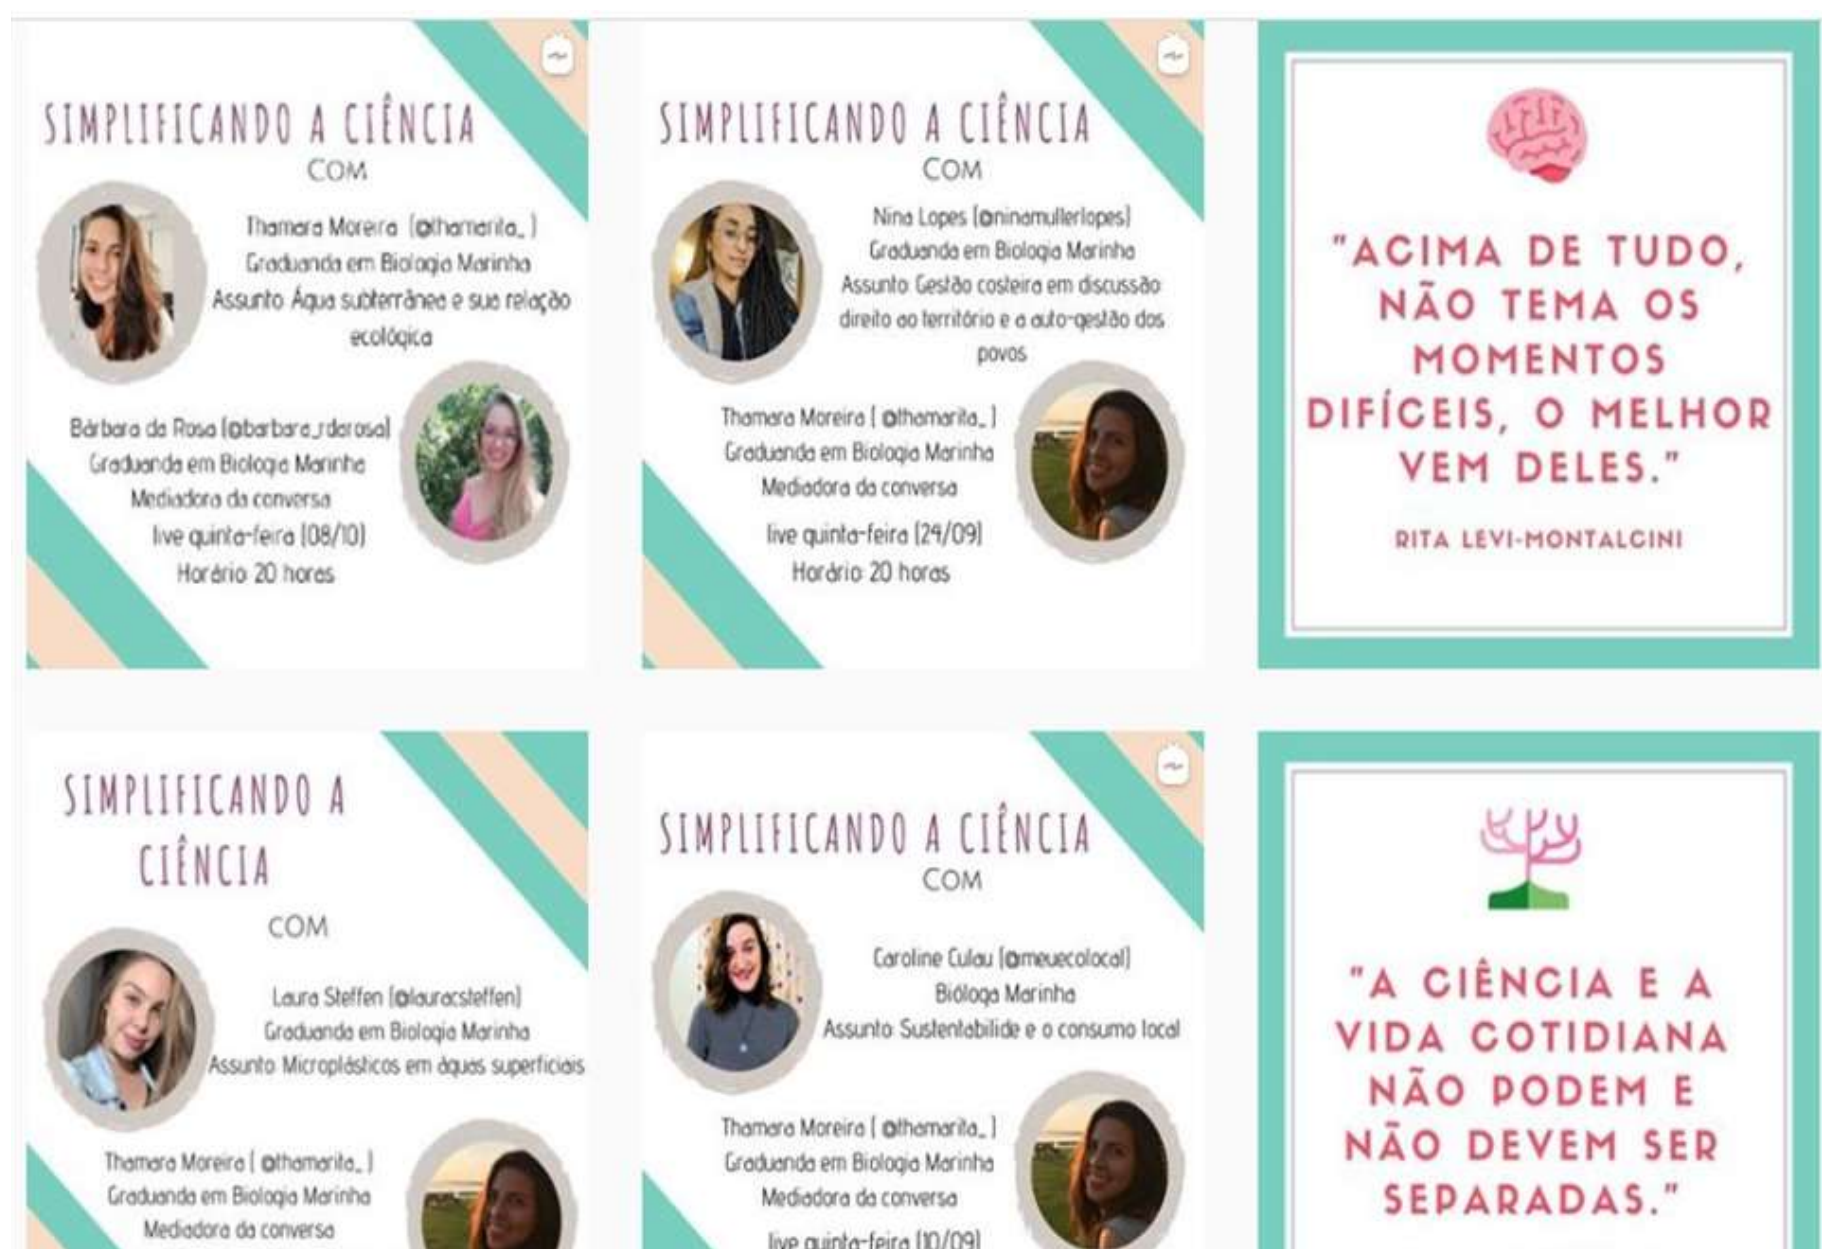 SIMPLIFICANDO A CIÊNCIA
COM
Thamara Moreira (@thamarita_ )
Graduanda em Biologia Marinha
Assunto: Água subterrânea e sua relação
ecológica
Bárbara da Rosa (@barbara_rdarosa)
Graduanda em Biologia Marinha
Mediadora da conversa
live quinta-feira (08/10)
Horário: 20 horas
SIMPLIFICANDO A CIÊNCIA
COM
Nina Lopes (@ninamullerlopes)
Graduanda em Biologia Marinha
Assunto: Gestão costeira em discussão:
direito ao território e a auto-gestão dos
povos
Thamara Moreira ( @thamarita_ )
Graduanda em Biologia Marinha
Mediadora da conversa
live quinta-feira (24/09)
Horário: 20 horas
"ACIMA DE TUDO,
NÃO TEMA OS
MOMENTOS
DIFÍCEIS, O MELHOR
VEM DELES."
RITA LEVI-MONTALCINI
SIMPLIFICANDO A
CIÊNCIA
COM
Laura Steffen (@lauracsteffen)
Graduanda em Biologia Marinha
Assunto: Microplásticos em águas superficiais
Thamara Moreira ( @thamarita_ )
Graduanda em Biologia Marinha
Mediadora da conversa
SIMPLIFICANDO A CIÊNCIA
COM
Caroline Culau (@meuecolocal)
Bióloga Marinha
Assunto: Sustentabilide e o consumo local
Thamara Moreira ( @thamarita_ )
Graduanda em Biologia Marinha
Mediadora da conversa
live quinta-feira (10/09)
"A CIÊNCIA E A
VIDA COTIDIANA
NÃO PODEM E
NÃO DEVEM SER
SEPARADAS."